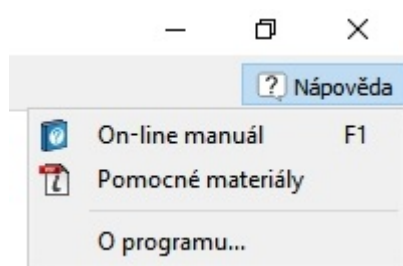 Nápověda
On-line manuál F1
Pomocné materiály
O programu...